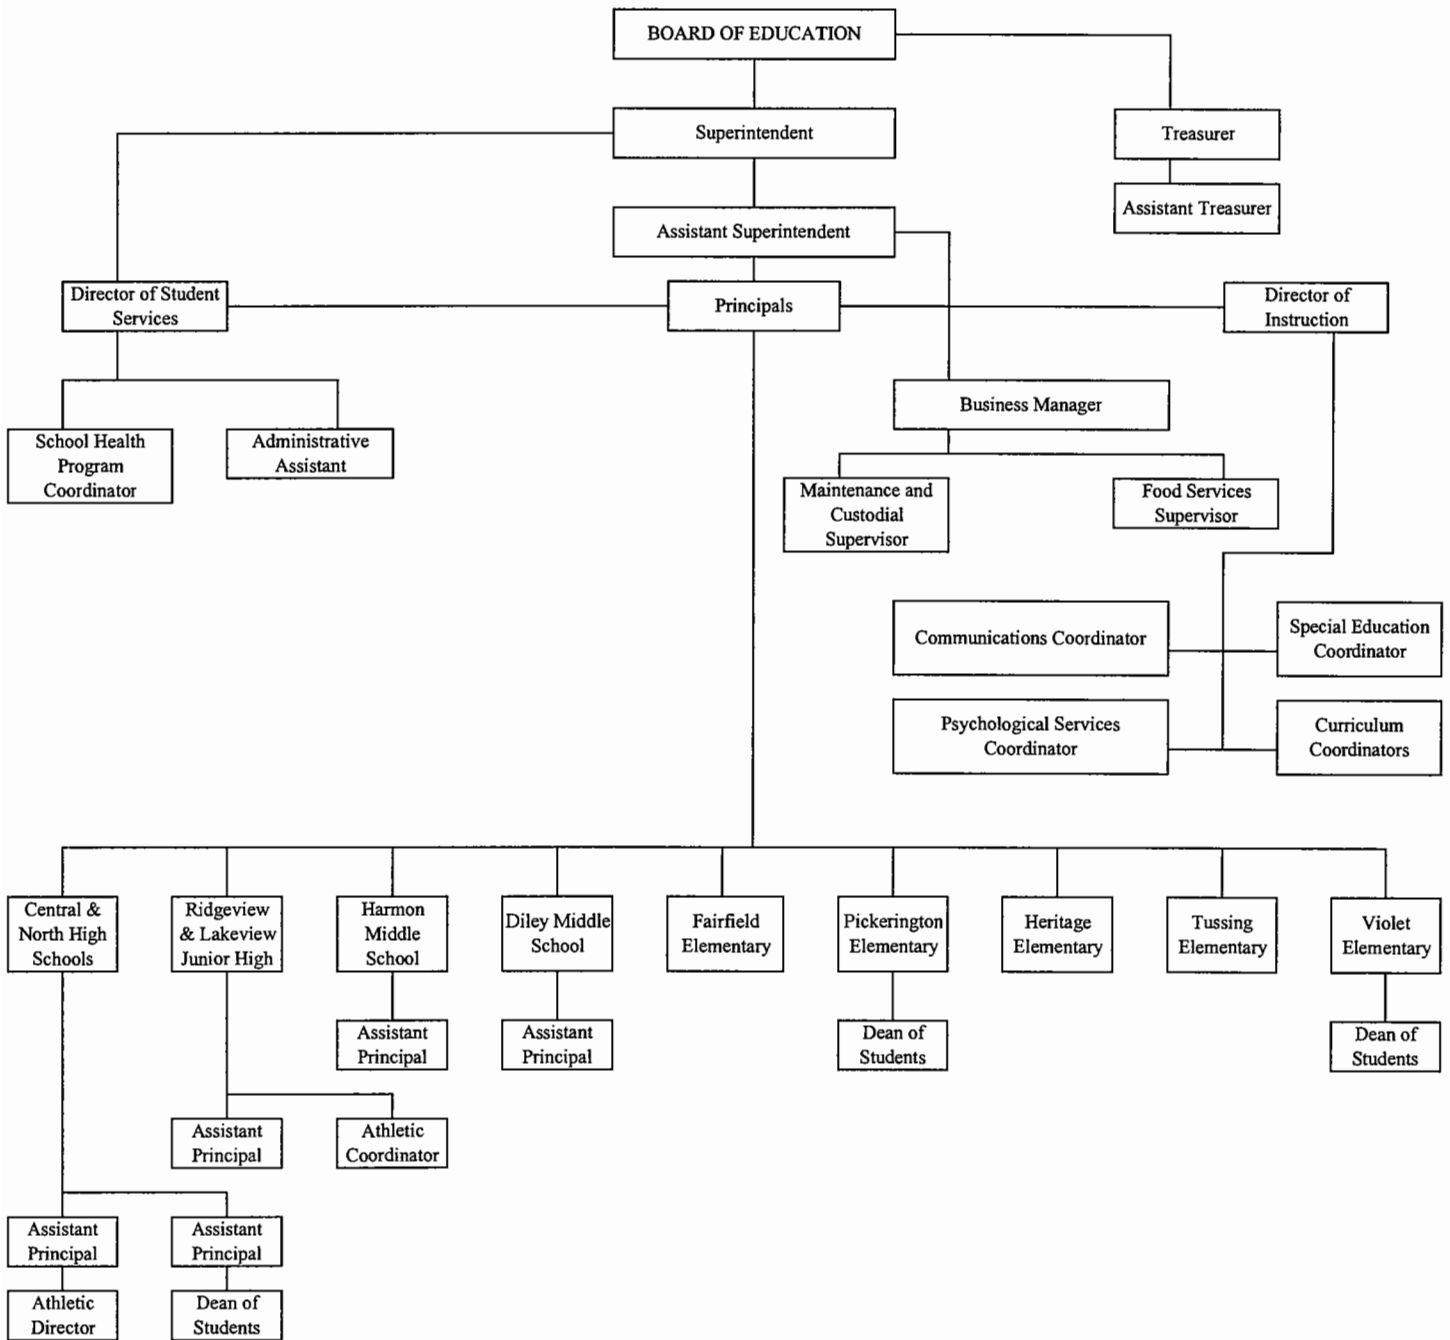 BOARD OF EDUCATION
Superintendent
Treasurer
Assistant Treasurer
Assistant Superintendent
Director of Student
Services
Principals
Director of
Instruction
Business Manager
School Health
Program
Coordinator
Administrative
Assistant
Maintenance and
Custodial
Supervisor
Food Services
Supervisor
Communications Coordinator
Special Education
Coordinator
Psychological Services
Coordinator
Curriculum
Coordinators
Central &
North High
Schools
Ridgeview
& Lakeview
Junior High
Harmon
Middle
School
Diley Middle
School
Fairfield
Elementary
Pickerington
Elementary
Heritage
Elementary
Tussing
Elementary
Violet
Elementary
Assistant
Principal
Assistant
Principal
Dean of
Students
Dean of
Students
Assistant
Principal
Athletic
Coordinator
Assistant
Principal
Assistant
Principal
Athletic
Director
Dean of
Students